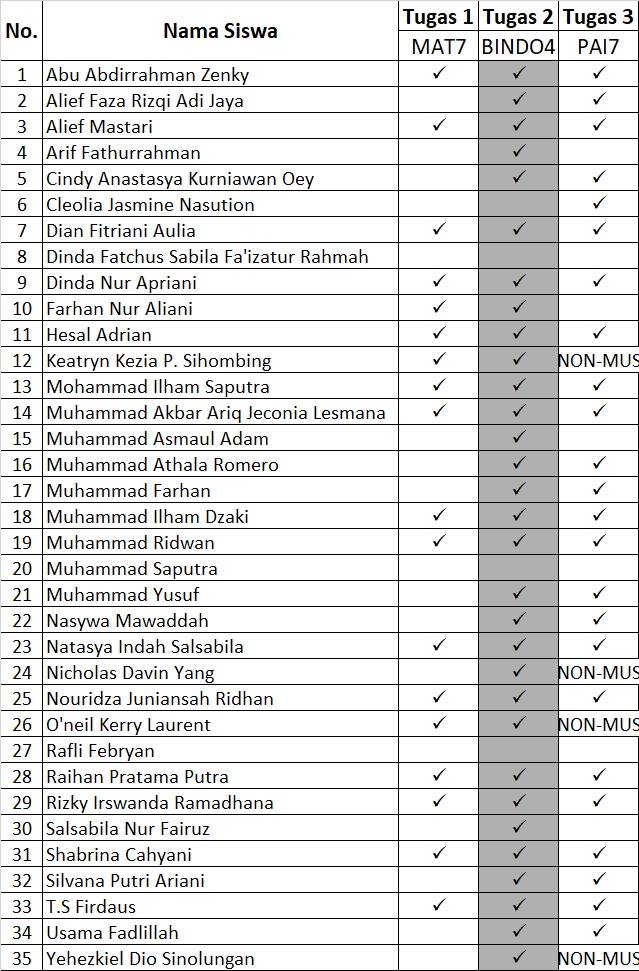 No. Nama Siswa Tugas 1 Tugas 2 Tugas 3
MAT7 BINDO4 PAI7
1 Abu Abdirrahman Zenky ✓ ✓ ✓
2 Alief Faza Rizqi Adi Jaya ✓ ✓
3 Alief Mastari ✓ ✓ ✓
4 Arif Fathurrahman ✓
5 Cindy Anastasya Kurniawan Oey ✓ ✓
6 Cleolia Jasmine Nasution ✓
7 Dian Fitriani Aulia ✓ ✓ ✓
8 Dinda Fatchus Sabila Fa'izatur Rahmah
9 Dinda Nur Apriani ✓ ✓ ✓
10 Farhan Nur Aliani ✓ ✓
11 Hesal Adrian ✓ ✓ ✓
12 Keatryn Kezia P. Sihombing ✓ ✓ NON-MUS
13 Mohammad Ilham Saputra ✓ ✓ ✓
14 Muhammad Akbar Ariq Jeconia Lesmana ✓ ✓ ✓
15 Muhammad Asmaul Adam ✓
16 Muhammad Athala Romero ✓ ✓
17 Muhammad Farhan ✓ ✓
18 Muhammad Ilham Dzaki ✓ ✓ ✓
19 Muhammad Ridwan ✓ ✓ ✓
20 Muhammad Saputra
21 Muhammad Yusuf ✓ ✓
22 Nasywa Mawaddah ✓ ✓
23 Natasya Indah Salsabila ✓ ✓ ✓
24 Nicholas Davin Yang ✓ NON-MUS
25 Nouridza Juniansah Ridhan ✓ ✓ ✓
26 O'neil Kerry Laurent ✓ ✓ NON-MUS
27 Rafli Febryan
28 Raihan Pratama Putra ✓ ✓ ✓
29 Rizky Irswanda Ramadhana ✓ ✓ ✓
30 Salsabila Nur Fairuz ✓
31 Shabrina Cahyani ✓ ✓ ✓
32 Silvana Putri Ariani ✓ ✓
33 T.S Firdaus ✓ ✓ ✓
34 Usama Fadlillah ✓ ✓
35 Yehezkiel Dio Sinolungan ✓ NON-MUS